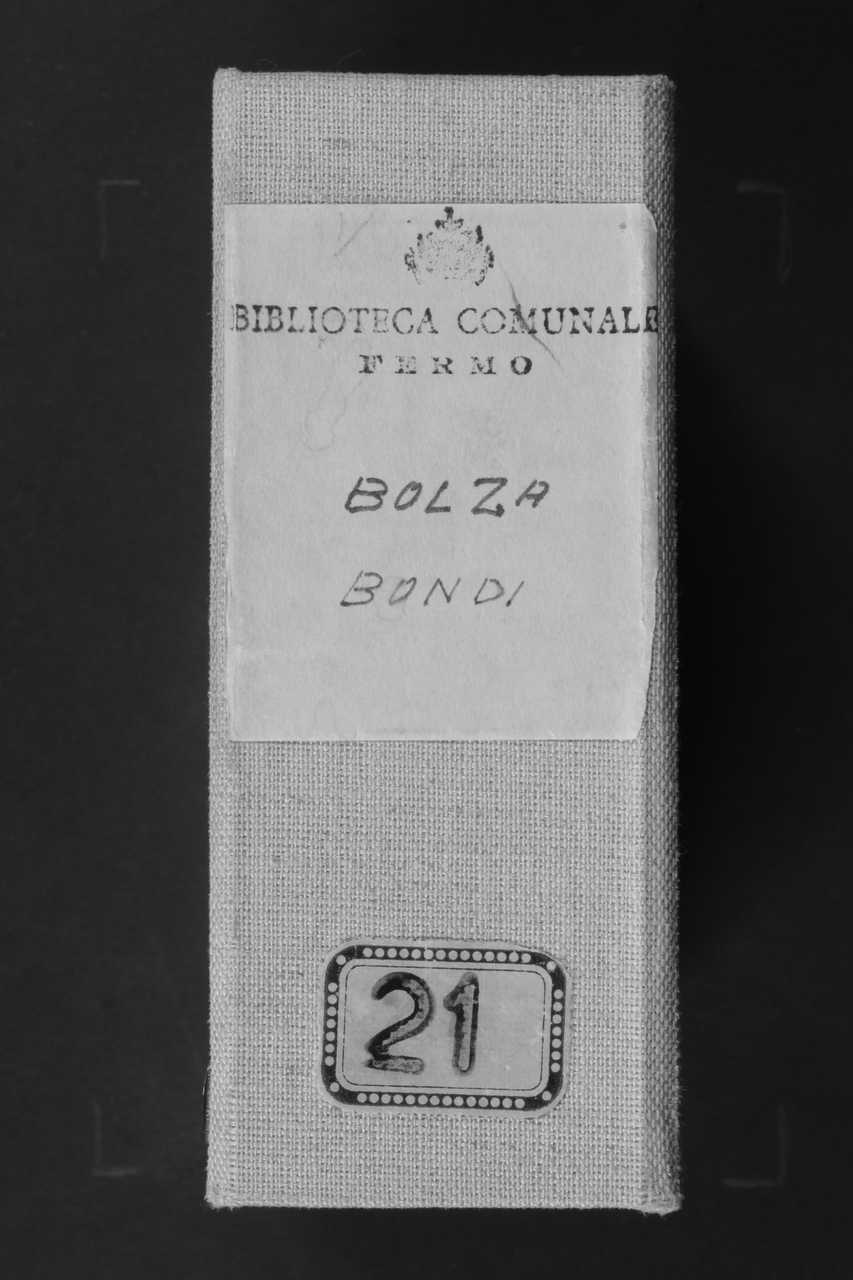 BIBLIOTECA COMUNALE
FERMO
BOLZA
BONDI
21